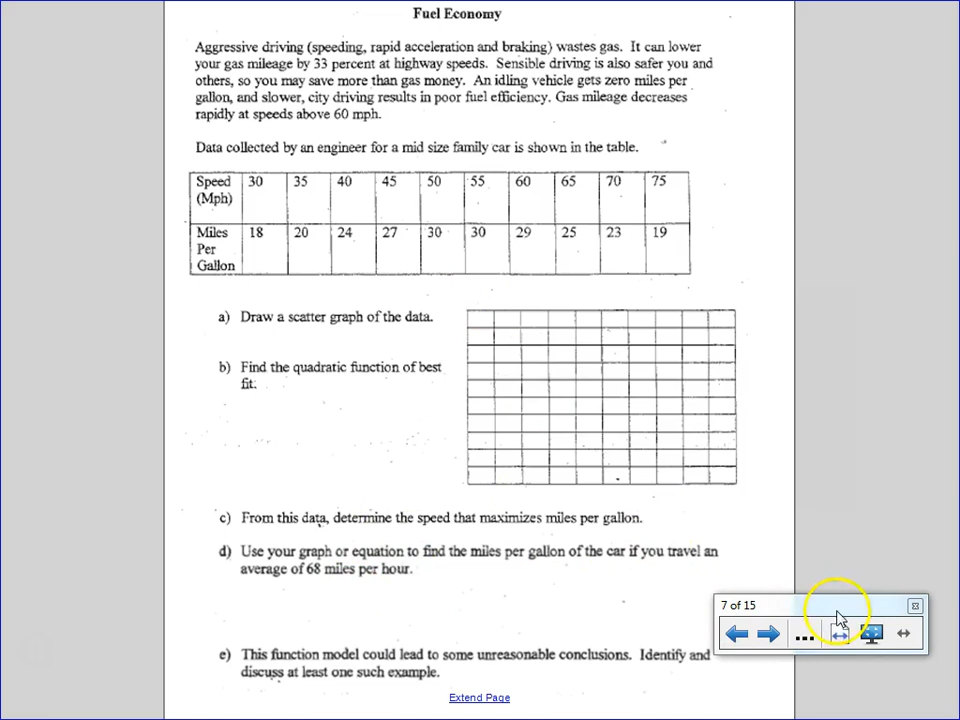 Fuel Economy
Aggressive driving (speeding, rapid acceleration and braking) wastes gas. It can lower
your gas mileage by 33 percent at highway speeds. Sensible driving is also safer you and
others, so you may save more than gas money. An idling vehicle gets zero miles per
gallon, and slower, city driving results in poor fuel efficiency. Gas mileage decreases
rapidly at speeds above 60 mph.
Data collected by an engineer for a mid size family car is shown in the table.
Speed 30 35 40 45 50 55 60 65 70 75
(Mph)
Miles 18 20 24 27 30 30 29 25 23 19
Per
Gallon
a) Draw a scatter graph of the data.
b) Find the quadratic function of best
fit.
c) From this data, determine the speed that maximizes miles per gallon.
d) Use your graph or equation to find the miles per gallon of the car if you travel an
average of 68 miles per hour.
7 of 15
...
e) This function model could lead to some unreasonable conclusions. Identify and
discuss at least one such example.
Extend Page